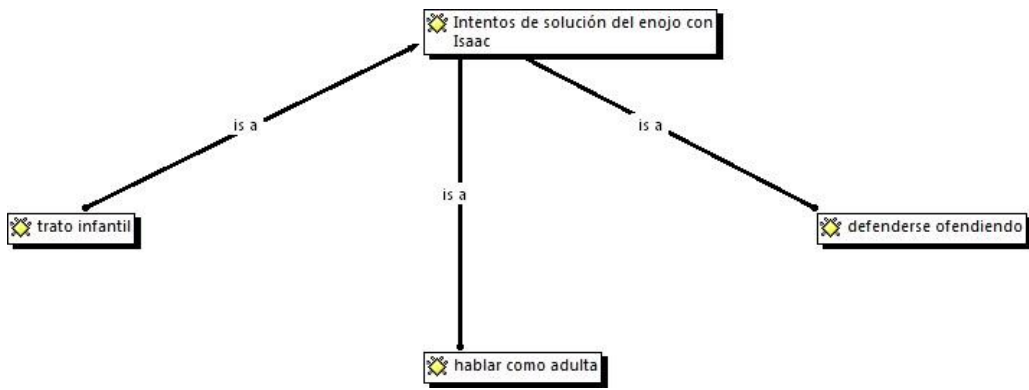 Intentos de solución del enojo con
Isaac
is a
is a
is a
trato infantil
defenderse ofendiendo
hablar como adulta